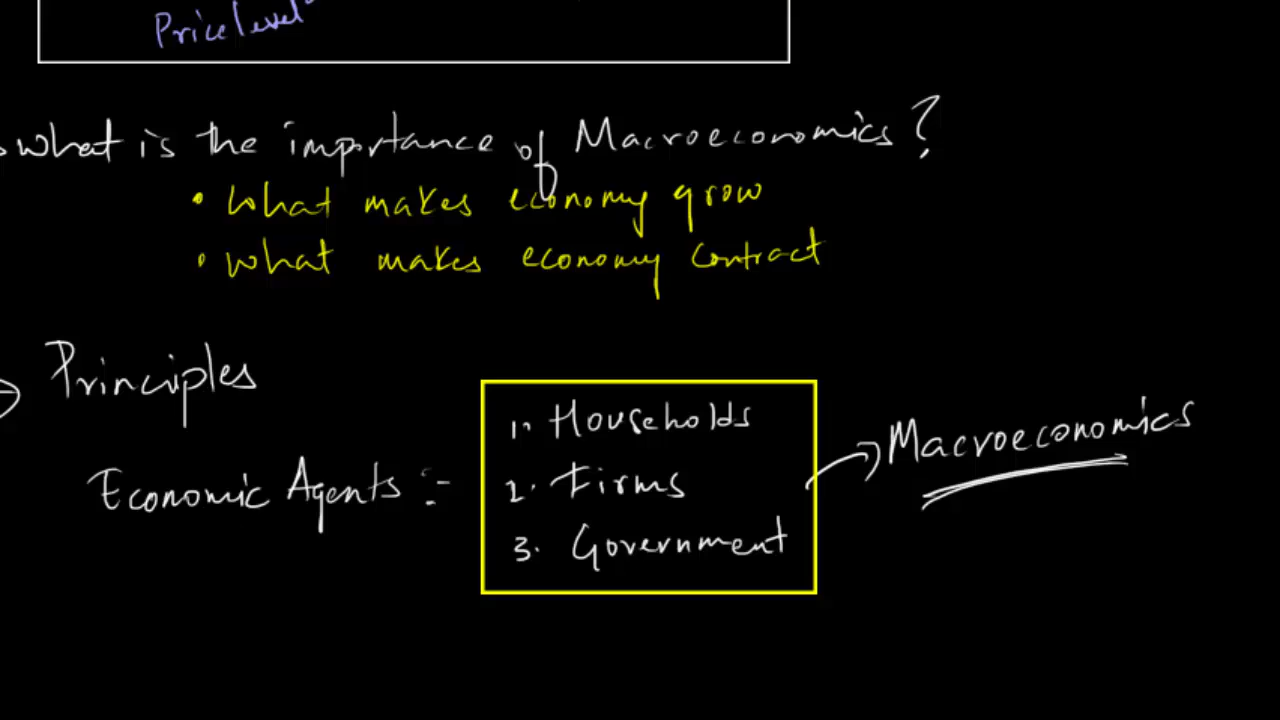 Pricelevel
What is the importance of Macroeconomics?
• What makes economy grow
• What makes economy contract
Principles
Economic Agents :-
1. Households
2. Firms
3. Government
Macroeconomics